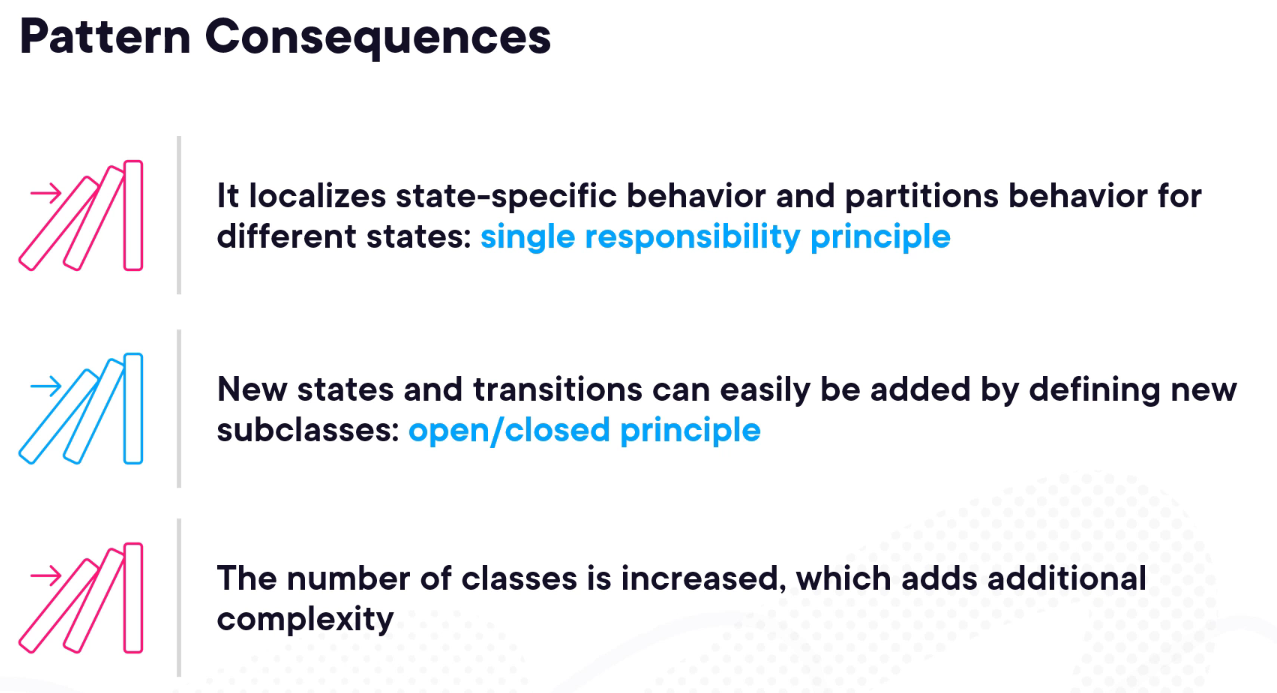 Pattern Consequences
It localizes state-specific behavior and partitions behavior for
different states: single responsibility principle
New states and transitions can easily be added by defining new
subclasses: open/closed principle
The number of classes is increased, which adds additional
complexity